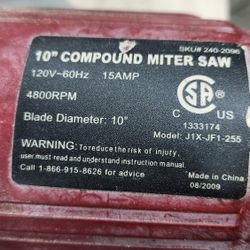 SKU# 240-2096
10" COMPOUND MITER SAW
120V~60Hz 15AMP
4800RPM
C SA ®
Blade Diameter: 10"
1333174
Model: J1X-JF1-255
WARNING: To reduce the risk of injury,
user must read and understand instruction manual.
Call 1-866-915-8626 for assist
Made in China
08/2009